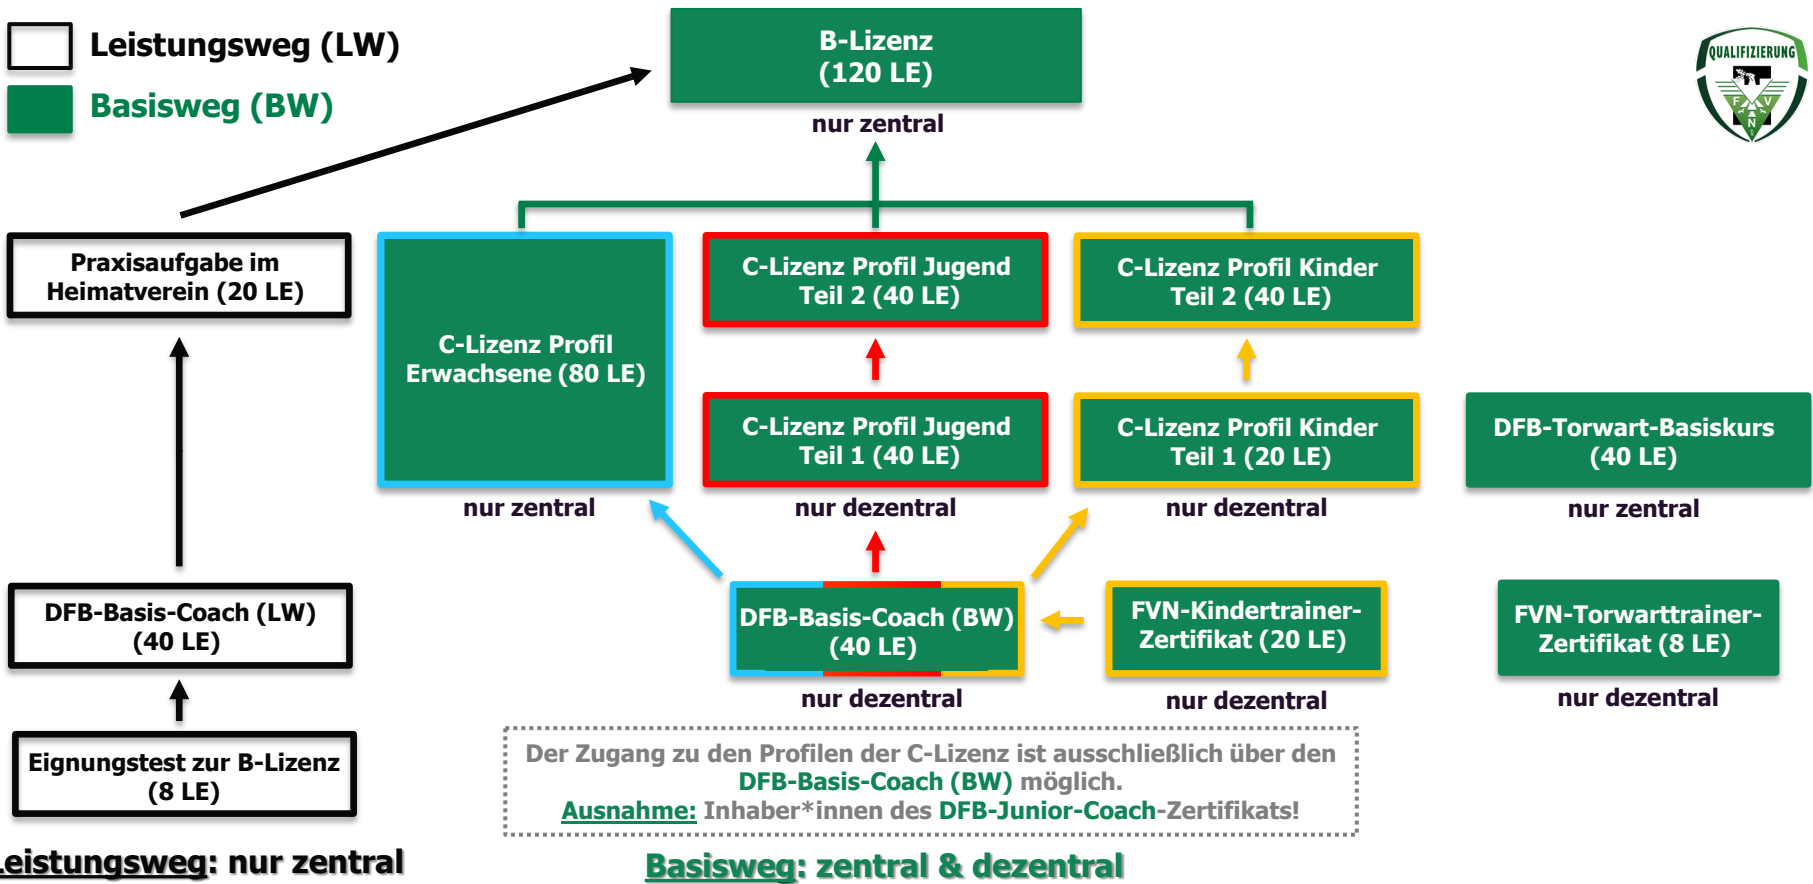 Leistungsweg (LW)
Basisweg (BW)
B-Lizenz
(120 LE)
nur zentral
QUALIFIZIERUNG
F V
N
Praxisaufgabe im
Heimatverein (20 LE)
C-Lizenz Profil
Erwachsene (80 LE)
nur zentral
C-Lizenz Profil Jugend
Teil 2 (40 LE)
C-Lizenz Profil Kinder
Teil 2 (40 LE)
C-Lizenz Profil Jugend
Teil 1 (40 LE)
nur dezentral
C-Lizenz Profil Kinder
Teil 1 (20 LE)
nur dezentral
DFB-Torwart-Basiskurs
(40 LE)
nur zentral
DFB-Basis-Coach (LW)
(40 LE)
DFB-Basis-Coach (BW)
(40 LE)
nur dezentral
FVN-Kindertrainer-
Zertifikat (20 LE)
nur dezentral
FVN-Torwarttrainer-
Zertifikat (8 LE)
nur dezentral
Eignungstest zur B-Lizenz
(8 LE)
Der Zugang zu den Profilen der C-Lizenz ist ausschließlich über den
DFB-Basis-Coach (BW) möglich.
Ausnahme: Inhaber*innen des DFB-Junior-Coach-Zertifikats!
Leistungsweg: nur zentral
Basisweg: zentral & dezentral